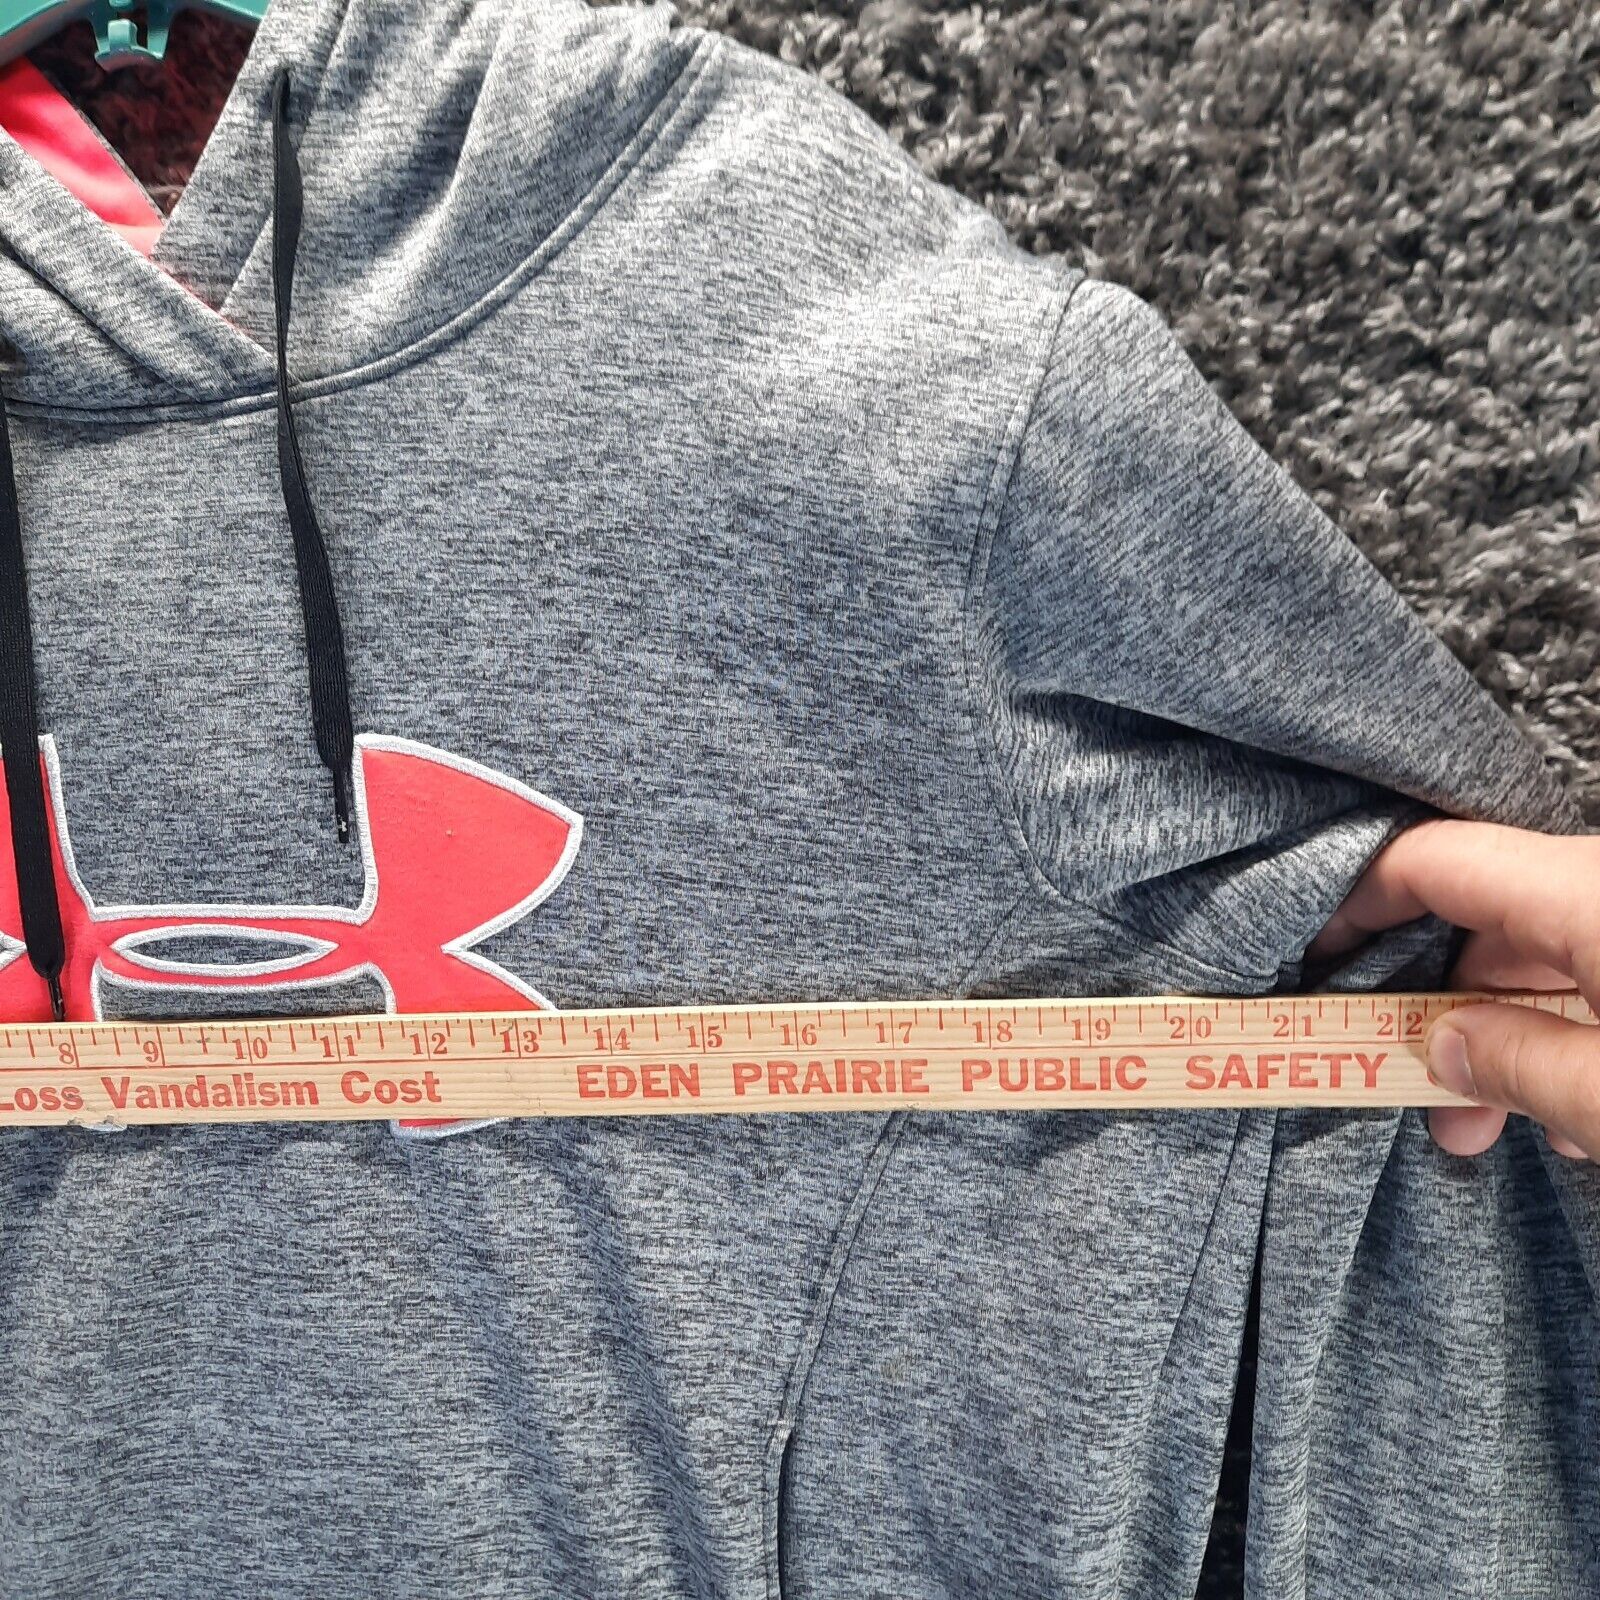 8 9 10 11 12 13 14 15 16 17 18 19 20 21 22
Loss Vandalism Cost EDEN PRAIRIE PUBLIC SAFETY